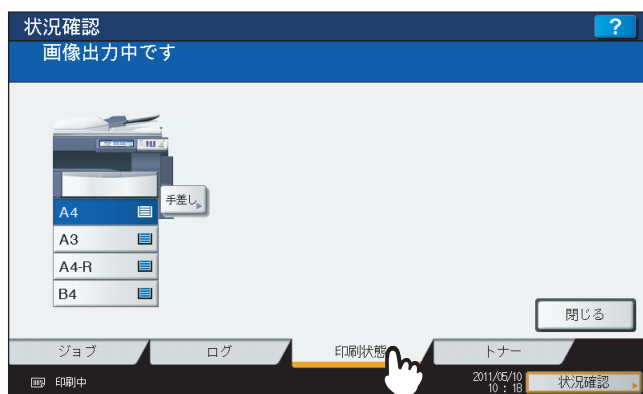 状況確認
?
画像出力中です
手差し
A4
A3
A4-R
B4
閉じる
ジョブ
ログ
印刷状態
トナー
印刷中
2011/05/10
10 : 18
状況確認